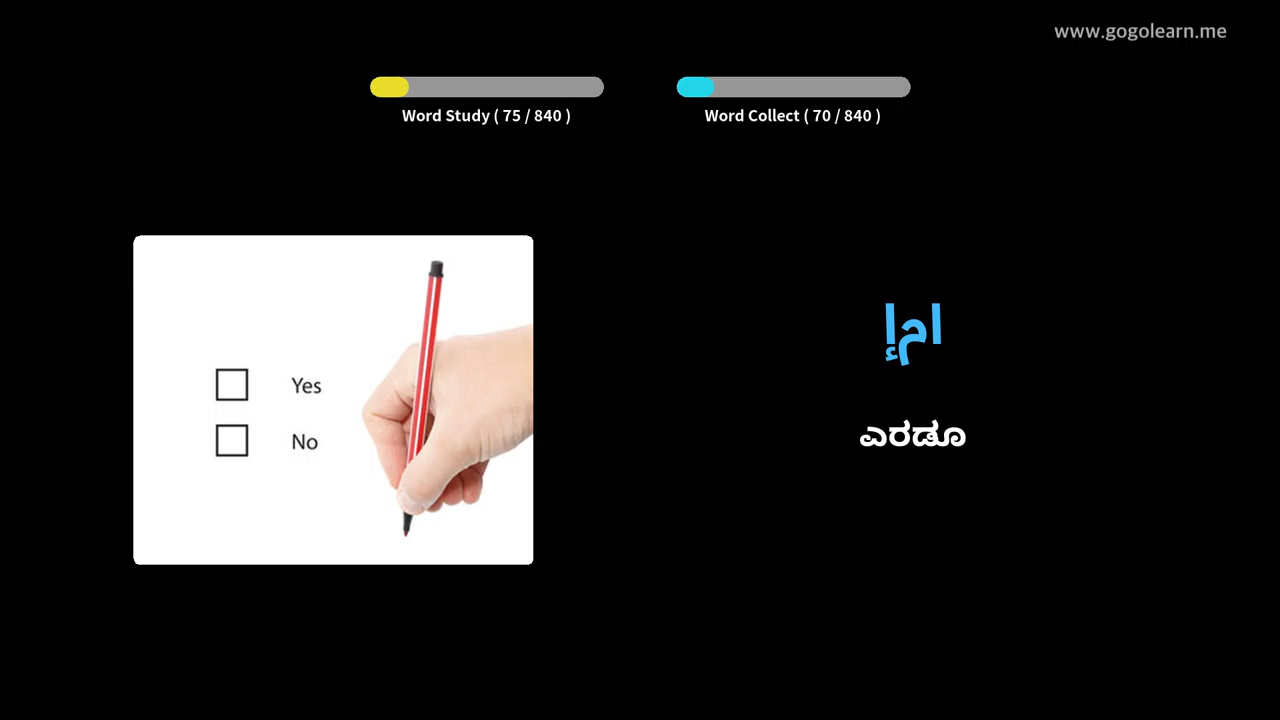 www.gogolearn.me
Word Study ( 75 / 840 )
Word Collect ( 70 / 840 )
Yes
No
إما
ಎರಡೂ